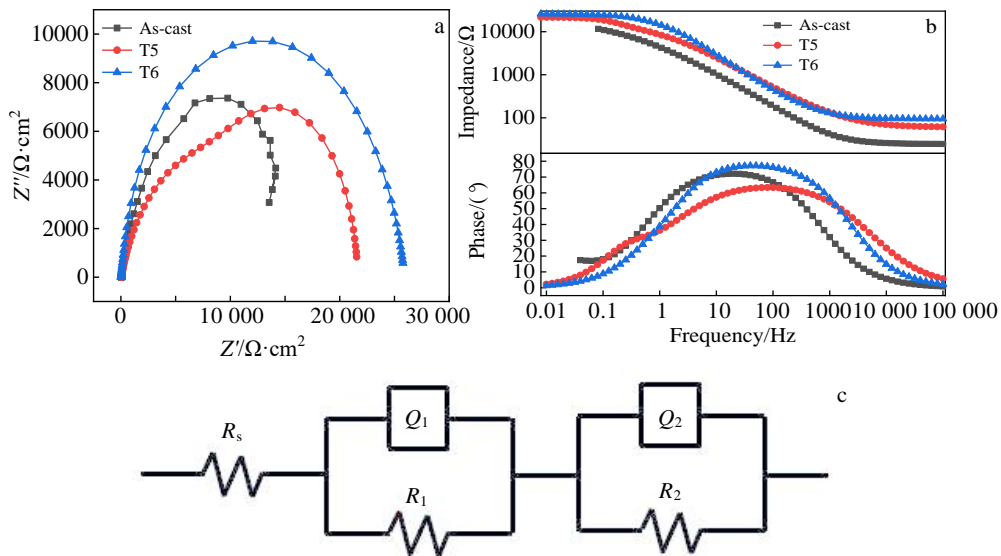 a
As-cast
T5
T6
10000
8000
6000
4000
2000
0
Z″/Ω·cm²
0
10 000
20 000
30 000
Z′/Ω·cm²
b
As-cast
T5
T6
10000
1000
100
Impedance/Ω
80
70
60
50
40
30
20
10
0
Phase/(°)
0.01
0.1
1
10
100
1000
10 000
100 000
Frequency/Hz
c
Rs
Q1
R1
Q2
R2